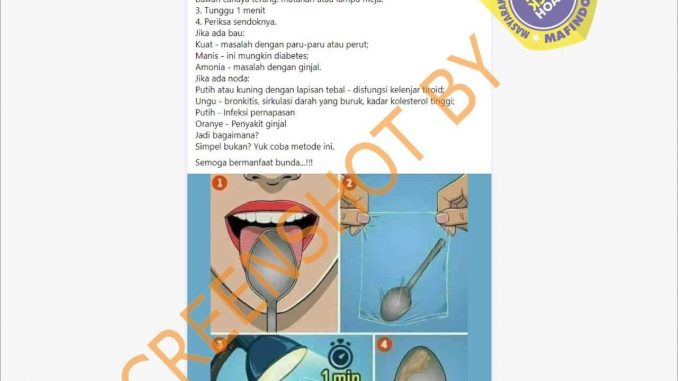 bawah cahaya terang: matahari atau lampu meja.
3. Tunggu 1 menit
4. Periksa sendoknya.
Jika ada bau:
Kuat - masalah dengan paru-paru atau perut;
Manis - ini mungkin diabetes;
Amonia - masalah dengan ginjal.
Jika ada noda:
Putih atau kuning dengan lapisan tebal - disfungsi kelenjar tiroid;
Ungu - bronkitis, sirkulasi darah yang buruk, kadar kolesterol tinggi;
Putih - Infeksi pernapasan
Oranye - Penyakit ginjal
Jadi bagaimana?
Simpel bukan? Yuk coba metode ini.
Semoga bermanfaat bunda...!!!
1
2
3
1 min
4
SCREENSHOT BY
MASYARAK
MAFINDO
HOA